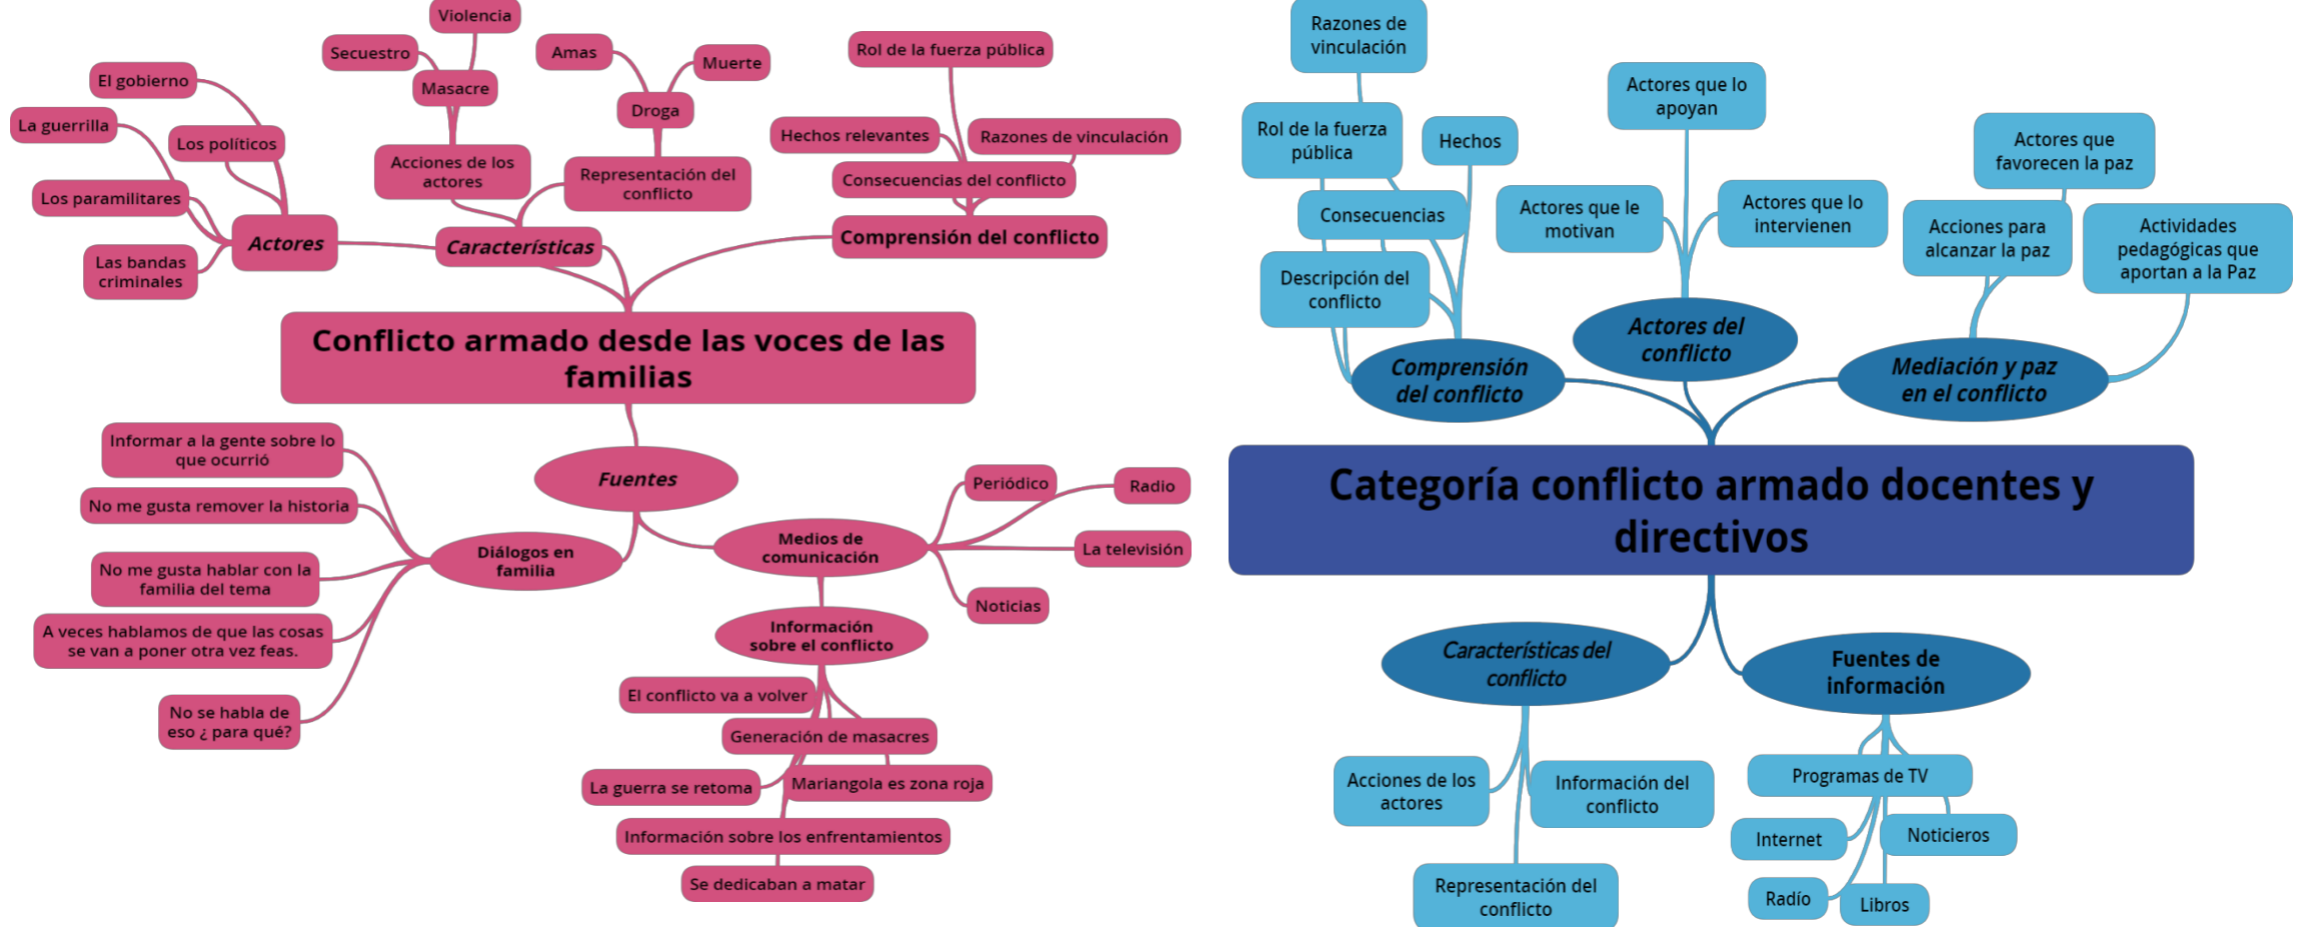 Violencia
Secuestro
Masacre
Amas
Muerte
Droga
Rol de la fuerza pública
El gobierno
La guerrilla
Los políticos
Los paramilitares
Las bandas
criminales
Actores
Acciones de los
actores
Representación del
conflicto
Características
Hechos relevantes
Razones de vinculación
Consecuencias del conflicto
Comprensión del conflicto
Conflicto armado desde las voces de las
familias
Fuentes
Informar a la gente sobre lo
que ocurrió
No me gusta remover la historia
No me gusta hablar con la
familia del tema
A veces hablamos de que las cosas
se van a poner otra vez feas.
No se habla de
eso ¿ para qué?
Diálogos en
familia
Medios de
comunicación
Periódico
Radio
La televisión
Noticias
Información
sobre el conflicto
El conflicto va a volver
Generación de masacres
La guerra se retoma
Mariangola es zona roja
Información sobre los enfrentamientos
Se dedicaban a matar
Razones de
vinculación
Rol de la fuerza
pública
Hechos
Consecuencias
Descripción del
conflicto
Comprensión
del conflicto
Actores que lo
apoyan
Actores que le
motivan
Actores que lo
intervienen
Actores del
conflicto
Actores que
favorecen la paz
Acciones para
alcanzar la paz
Actividades
pedagógicas que
aportan a la Paz
Mediación y paz
en el conflicto
Categoría conflicto armado docentes y
directivos
Características del
conflicto
Acciones de los
actores
Información del
conflicto
Representación del
conflicto
Fuentes de
información
Programas de TV
Internet
Noticieros
Radío
Libros